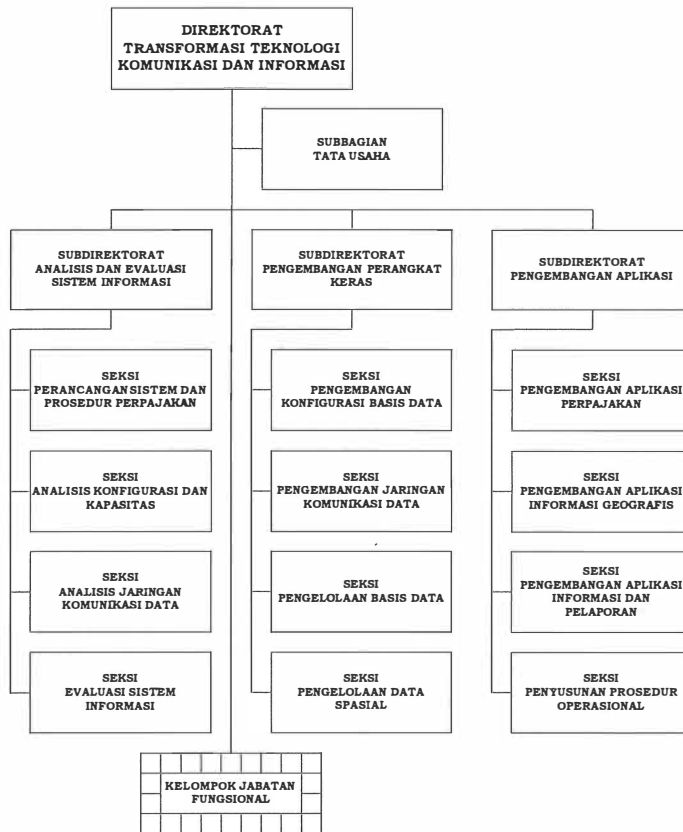 DIREKTORAT
TRANSFORMASI TEKNOLOGI
KOMUNIKASI DAN INFORMASI
SUBBAGIAN
TATA USAHA
SUBDIREKTORAT
ANALISIS DAN EVALUASI
SISTEM INFORMASI
SUBDIREKTORAT
PENGEMBANGAN PERANGKAT
KERAS
SUBDIREKTORAT
PENGEMBANGAN APLIKASI
SEKSI
PERANCANGAN SISTEM DAN
PROSEDUR PERPAJAKAN
SEKSI
PENGEMBANGAN
KONFIGURASI BASIS DATA
SEKSI
PENGEMBANGAN APLIKASI
PERPAJAKAN
SEKSI
ANALISIS KONFIGURASI DAN
KAPASITAS
SEKSI
PENGEMBANGAN JARINGAN
KOMUNIKASI DATA
SEKSI
PENGEMBANGAN APLIKASI
INFORMASI GEOGRAFIS
SEKSI
ANALISIS JARINGAN
KOMUNIKASI DATA
SEKSI
PENGELOLAAN BASIS DATA
SEKSI
PENGEMBANGAN APLIKASI
INFORMASI DAN
PELAPORAN
SEKSI
EVALUASI SISTEM
INFORMASI
SEKSI
PENGELOLAAN DATA
SPASIAL
SEKSI
PENYUSUNAN PROSEDUR
OPERASIONAL
KELOMPOK JABATAN
FUNGSIONAL